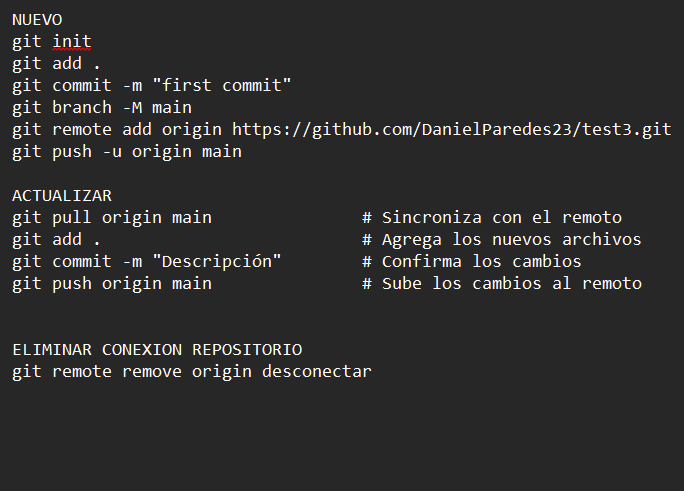 NUEVO
git init
git add .
git commit -m "first commit"
git branch -M main
git remote add origin https://github.com/DanielParedes23/test3.git
git push -u origin main
ACTUALIZAR
git pull origin main # Sincroniza con el remoto
git add . # Agrega los nuevos archivos
git commit -m "Descripción" # Confirma los cambios
git push origin main # Sube los cambios al remoto
ELIMINAR CONEXION REPOSITORIO
git remote remove origin desconectar